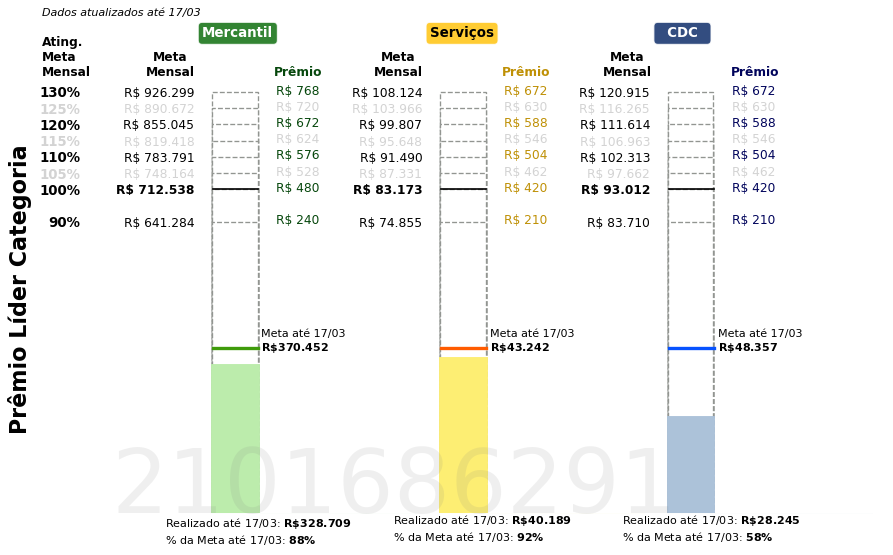 Dados atualizados até 17/03
Mercantil Serviços CDC
Ating.
Meta
Mensal
Meta
Mensal Prêmio Meta
Mensal Prêmio Meta
Mensal Prêmio
130% R$ 926.299 R$ 768 R$ 108.124 R$ 672 R$ 120.915 R$ 672
125% R$ 890.672 R$ 720 R$ 103.966 R$ 630 R$ 116.265 R$ 630
120% R$ 855.045 R$ 672 R$ 99.807 R$ 588 R$ 111.614 R$ 588
115% R$ 819.418 R$ 624 R$ 95.648 R$ 546 R$ 106.963 R$ 546
110% R$ 783.791 R$ 576 R$ 91.490 R$ 504 R$ 102.313 R$ 504
105% R$ 748.164 R$ 528 R$ 87.331 R$ 462 R$ 97.662 R$ 462
100% R$ 712.538 R$ 480 R$ 83.173 R$ 420 R$ 93.012 R$ 420
90% R$ 641.284 R$ 240 R$ 74.855 R$ 210 R$ 83.710 R$ 210
Prêmio Líder Categoria
Meta até 17/03 Meta até 17/03 Meta até 17/03
R$370.452 R$43.242 R$48.357
2101686291
Realizado até 17/03: R$328.709 Realizado até 17/03: R$40.189 Realizado até 17/03: R$28.245
% da Meta até 17/03: 88% % da Meta até 17/03: 92% % da Meta até 17/03: 58%